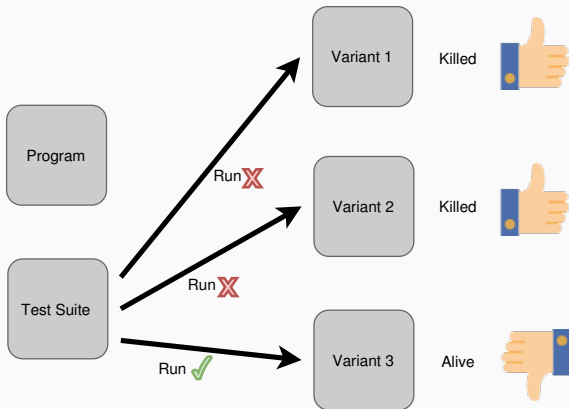 Variant 1
Killed
Program
Run
Variant 2
Killed
Run
Test Suite
Variant 3
Alive
Run